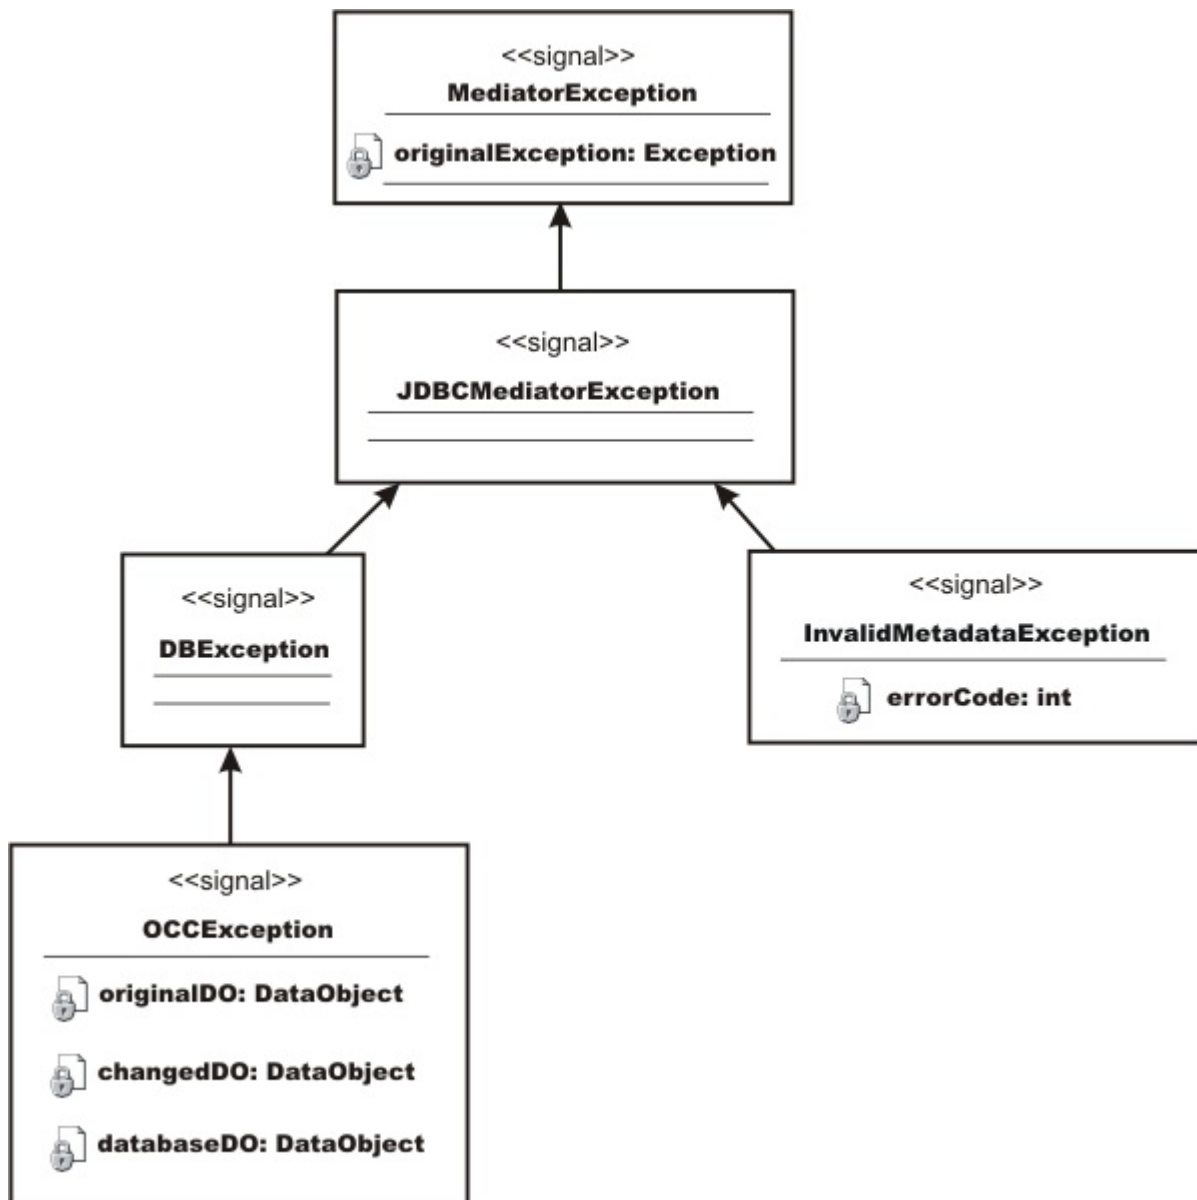 <<signal>>
MediatorException
originalException: Exception
<<signal>>
JDBCMediatorException
<<signal>>
DBException
<<signal>>
InvalidMetadataException
errorCode: int
<<signal>>
OCCException
originalDO: DataObject
changedDO: DataObject
databaseDO: DataObject